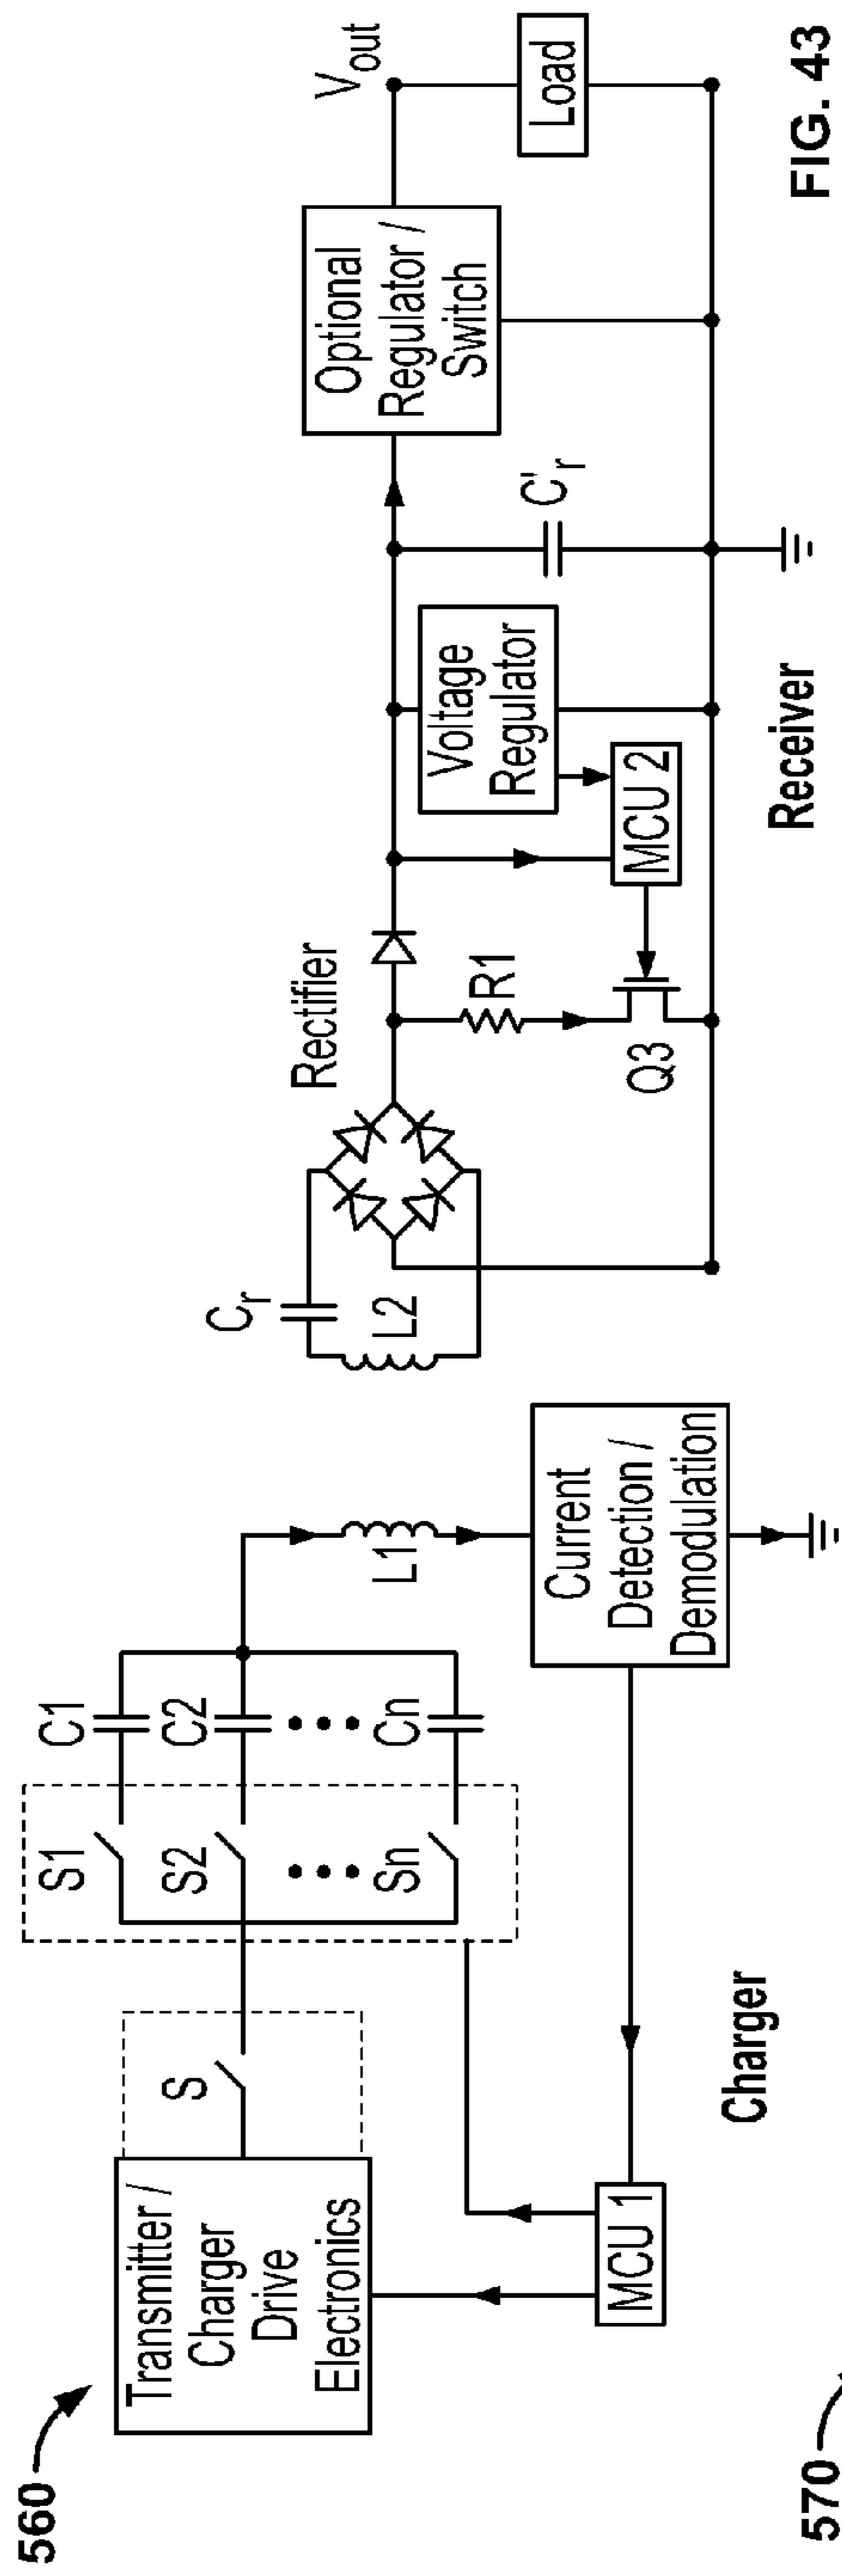 560
Transmitter /
Charger
Drive
Electronics
S
S1
S2
Sn
C1
C2
Cn
L1
Current
Detection /
Demodulation
MCU 1
Charger
Cr
L2
Rectifier
R1
Q3
Voltage
Regulator
MCU 2
C'r
Optional
Regulator /
Switch
Vout
Load
Receiver
FIG. 43
570